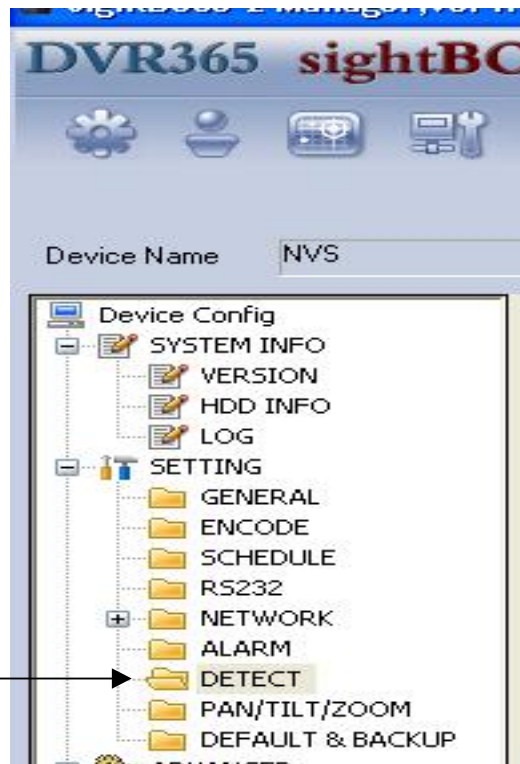 DVR365 sightBO
Device Name NVS
Device Config
SYSTEM INFO
VERSION
HDD INFO
LOG
SETTING
GENERAL
ENCODE
SCHEDULE
RS232
NETWORK
ALARM
DETECT
PAN/TILT/ZOOM
DEFAULT & BACKUP